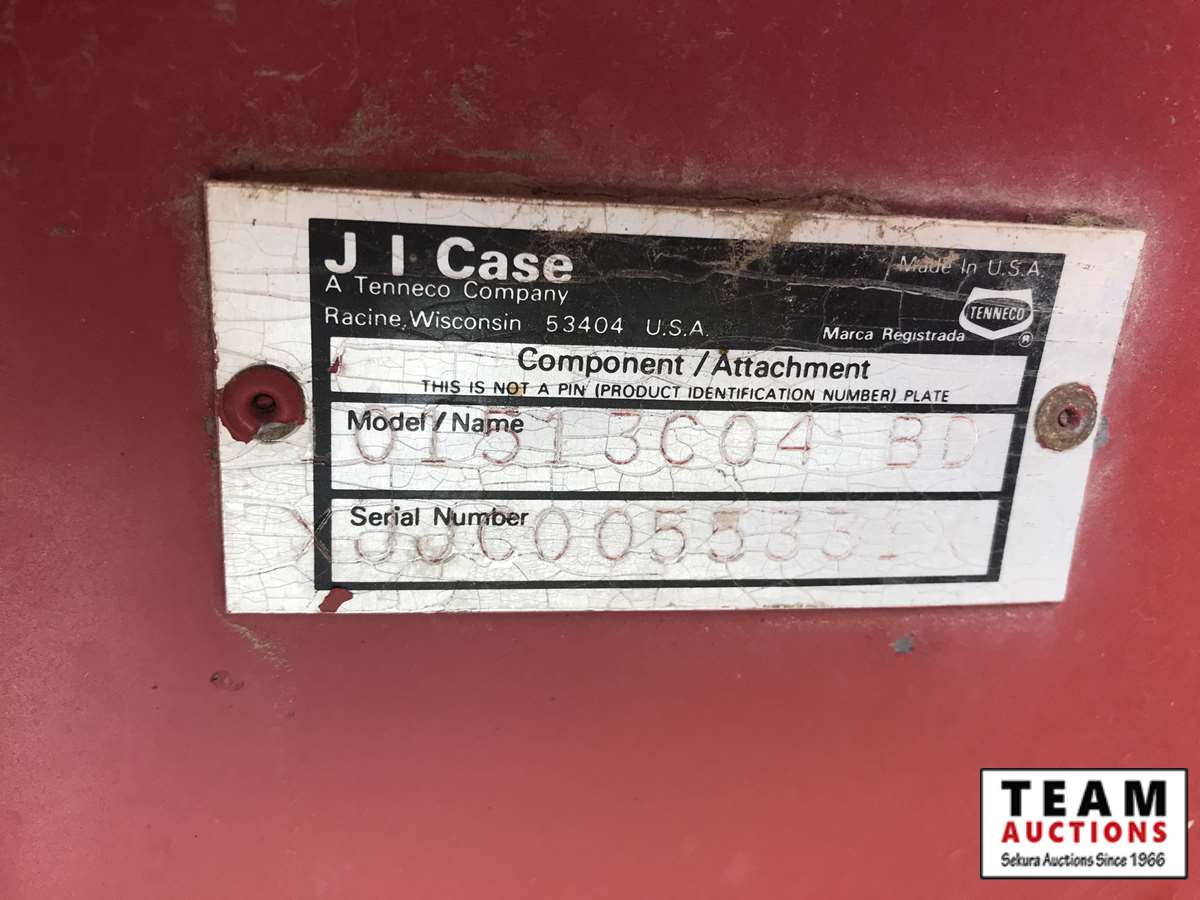 J I Case
Made In U.S.A.
A Tenneco Company
Racine, Wisconsin 53404 U.S.A.
TENNECO
Marca Registrada ®
Component / Attachment
THIS IS NOT A PIN (PRODUCT IDENTIFICATION NUMBER) PLATE
Model / Name
01513C04 BD
Serial Number
TEAM
AUCTIONS
Sekura Auctions Since 1966